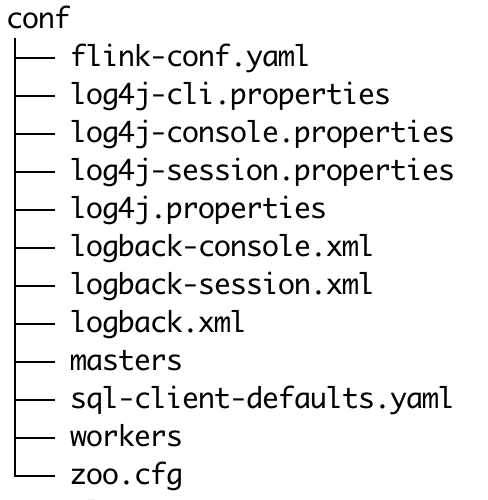 conf
flink-conf.yaml
log4j-cli.properties
log4j-console.properties
log4j-session.properties
log4j.properties
logback-console.xml
logback-session.xml
logback.xml
masters
sql-client-defaults.yaml
workers
zoo.cfg